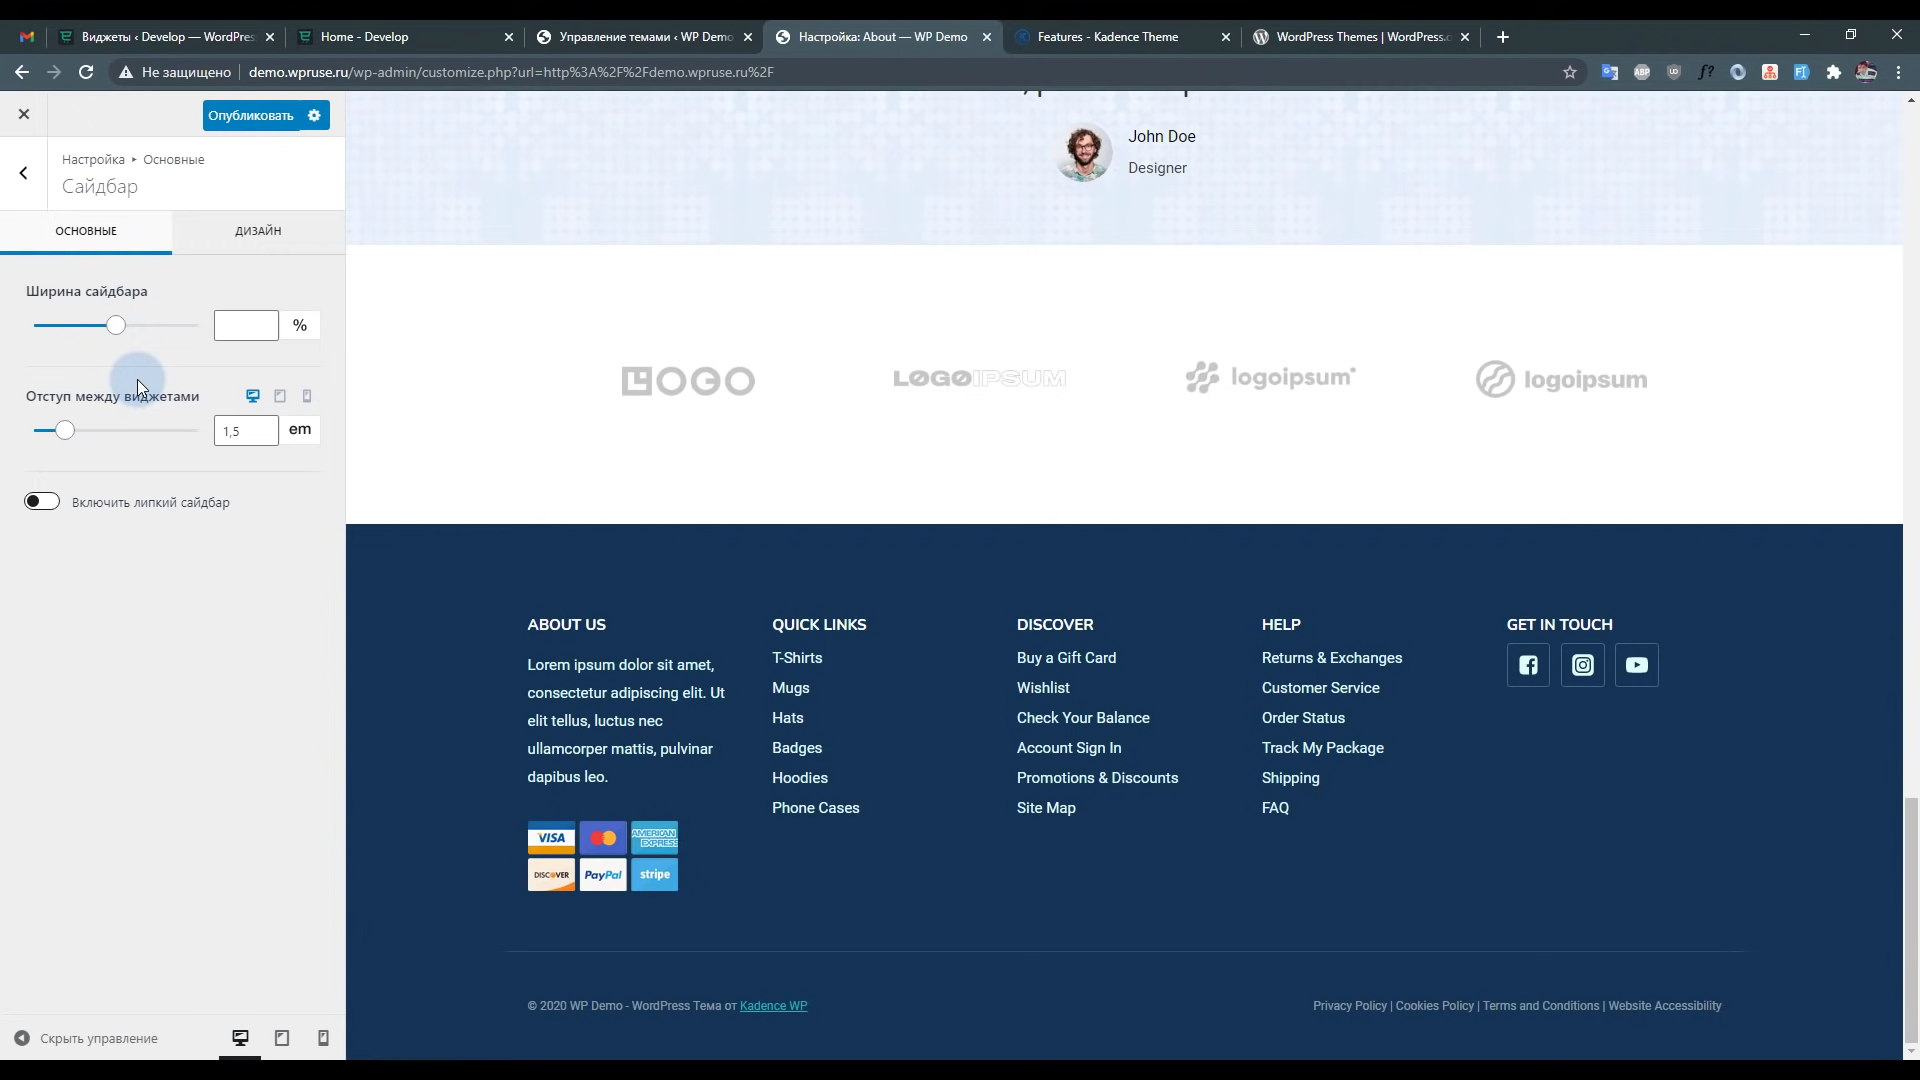 Виджеты ‹ Develop — WordPres
Home - Develop
Управление темами ‹ WP Demo
Настройка: About — WP Demo
Features - Kadence Theme
WordPress Themes | WordPress.
Не защищено
demo.wpruse.ru/wp-admin/customize.php?url=http%3A%2F%2Fdemo.wpruse.ru%2F
Опубликовать
Настройка ▸ Основные
Сайдбар
ОСНОВНЫЕ
ДИЗАЙН
Ширина сайдбара
%
Отступ между виджетами
1,5
em
Включить липкий сайдбар
Скрыть управление
John Doe
Designer
LOGO
LOGOIPSUM
logoipsum
logoipsum
ABOUT US
Lorem ipsum dolor sit amet,
consectetur adipiscing elit. Ut
elit tellus, luctus nec
ullamcorper mattis, pulvinar
dapibus leo.
VISA
AMERICAN EXPRESS
DISCOVER
PayPal
stripe
QUICK LINKS
T-Shirts
Mugs
Hats
Badges
Hoodies
Phone Cases
DISCOVER
Buy a Gift Card
Wishlist
Check Your Balance
Account Sign In
Promotions & Discounts
Site Map
HELP
Returns & Exchanges
Customer Service
Order Status
Track My Package
Shipping
FAQ
GET IN TOUCH
© 2020 WP Demo - WordPress Тема от Kadence WP
Privacy Policy | Cookies Policy | Terms and Conditions | Website Accessibility